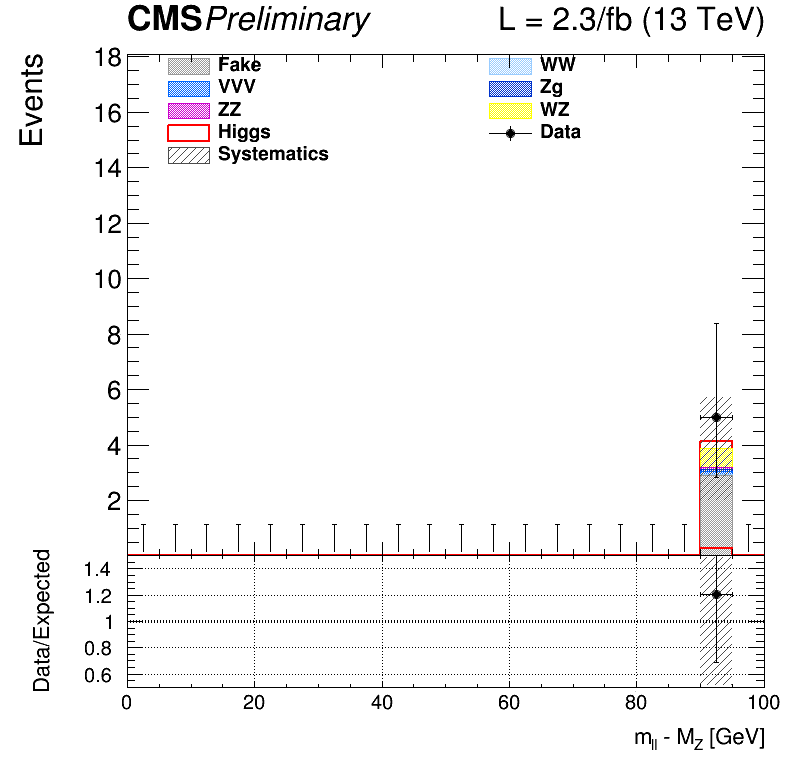 CMS Preliminary L = 2.3/fb (13 TeV)
Events
18
16
14
12
10
8
6
4
2
Fake WW
VVV Zg
ZZ WZ
Higgs Data
Systematics
Data/Expected
1.4
1.2
1
0.8
0.6
0 20 40 60 80 100
m_ll - M_Z [GeV]